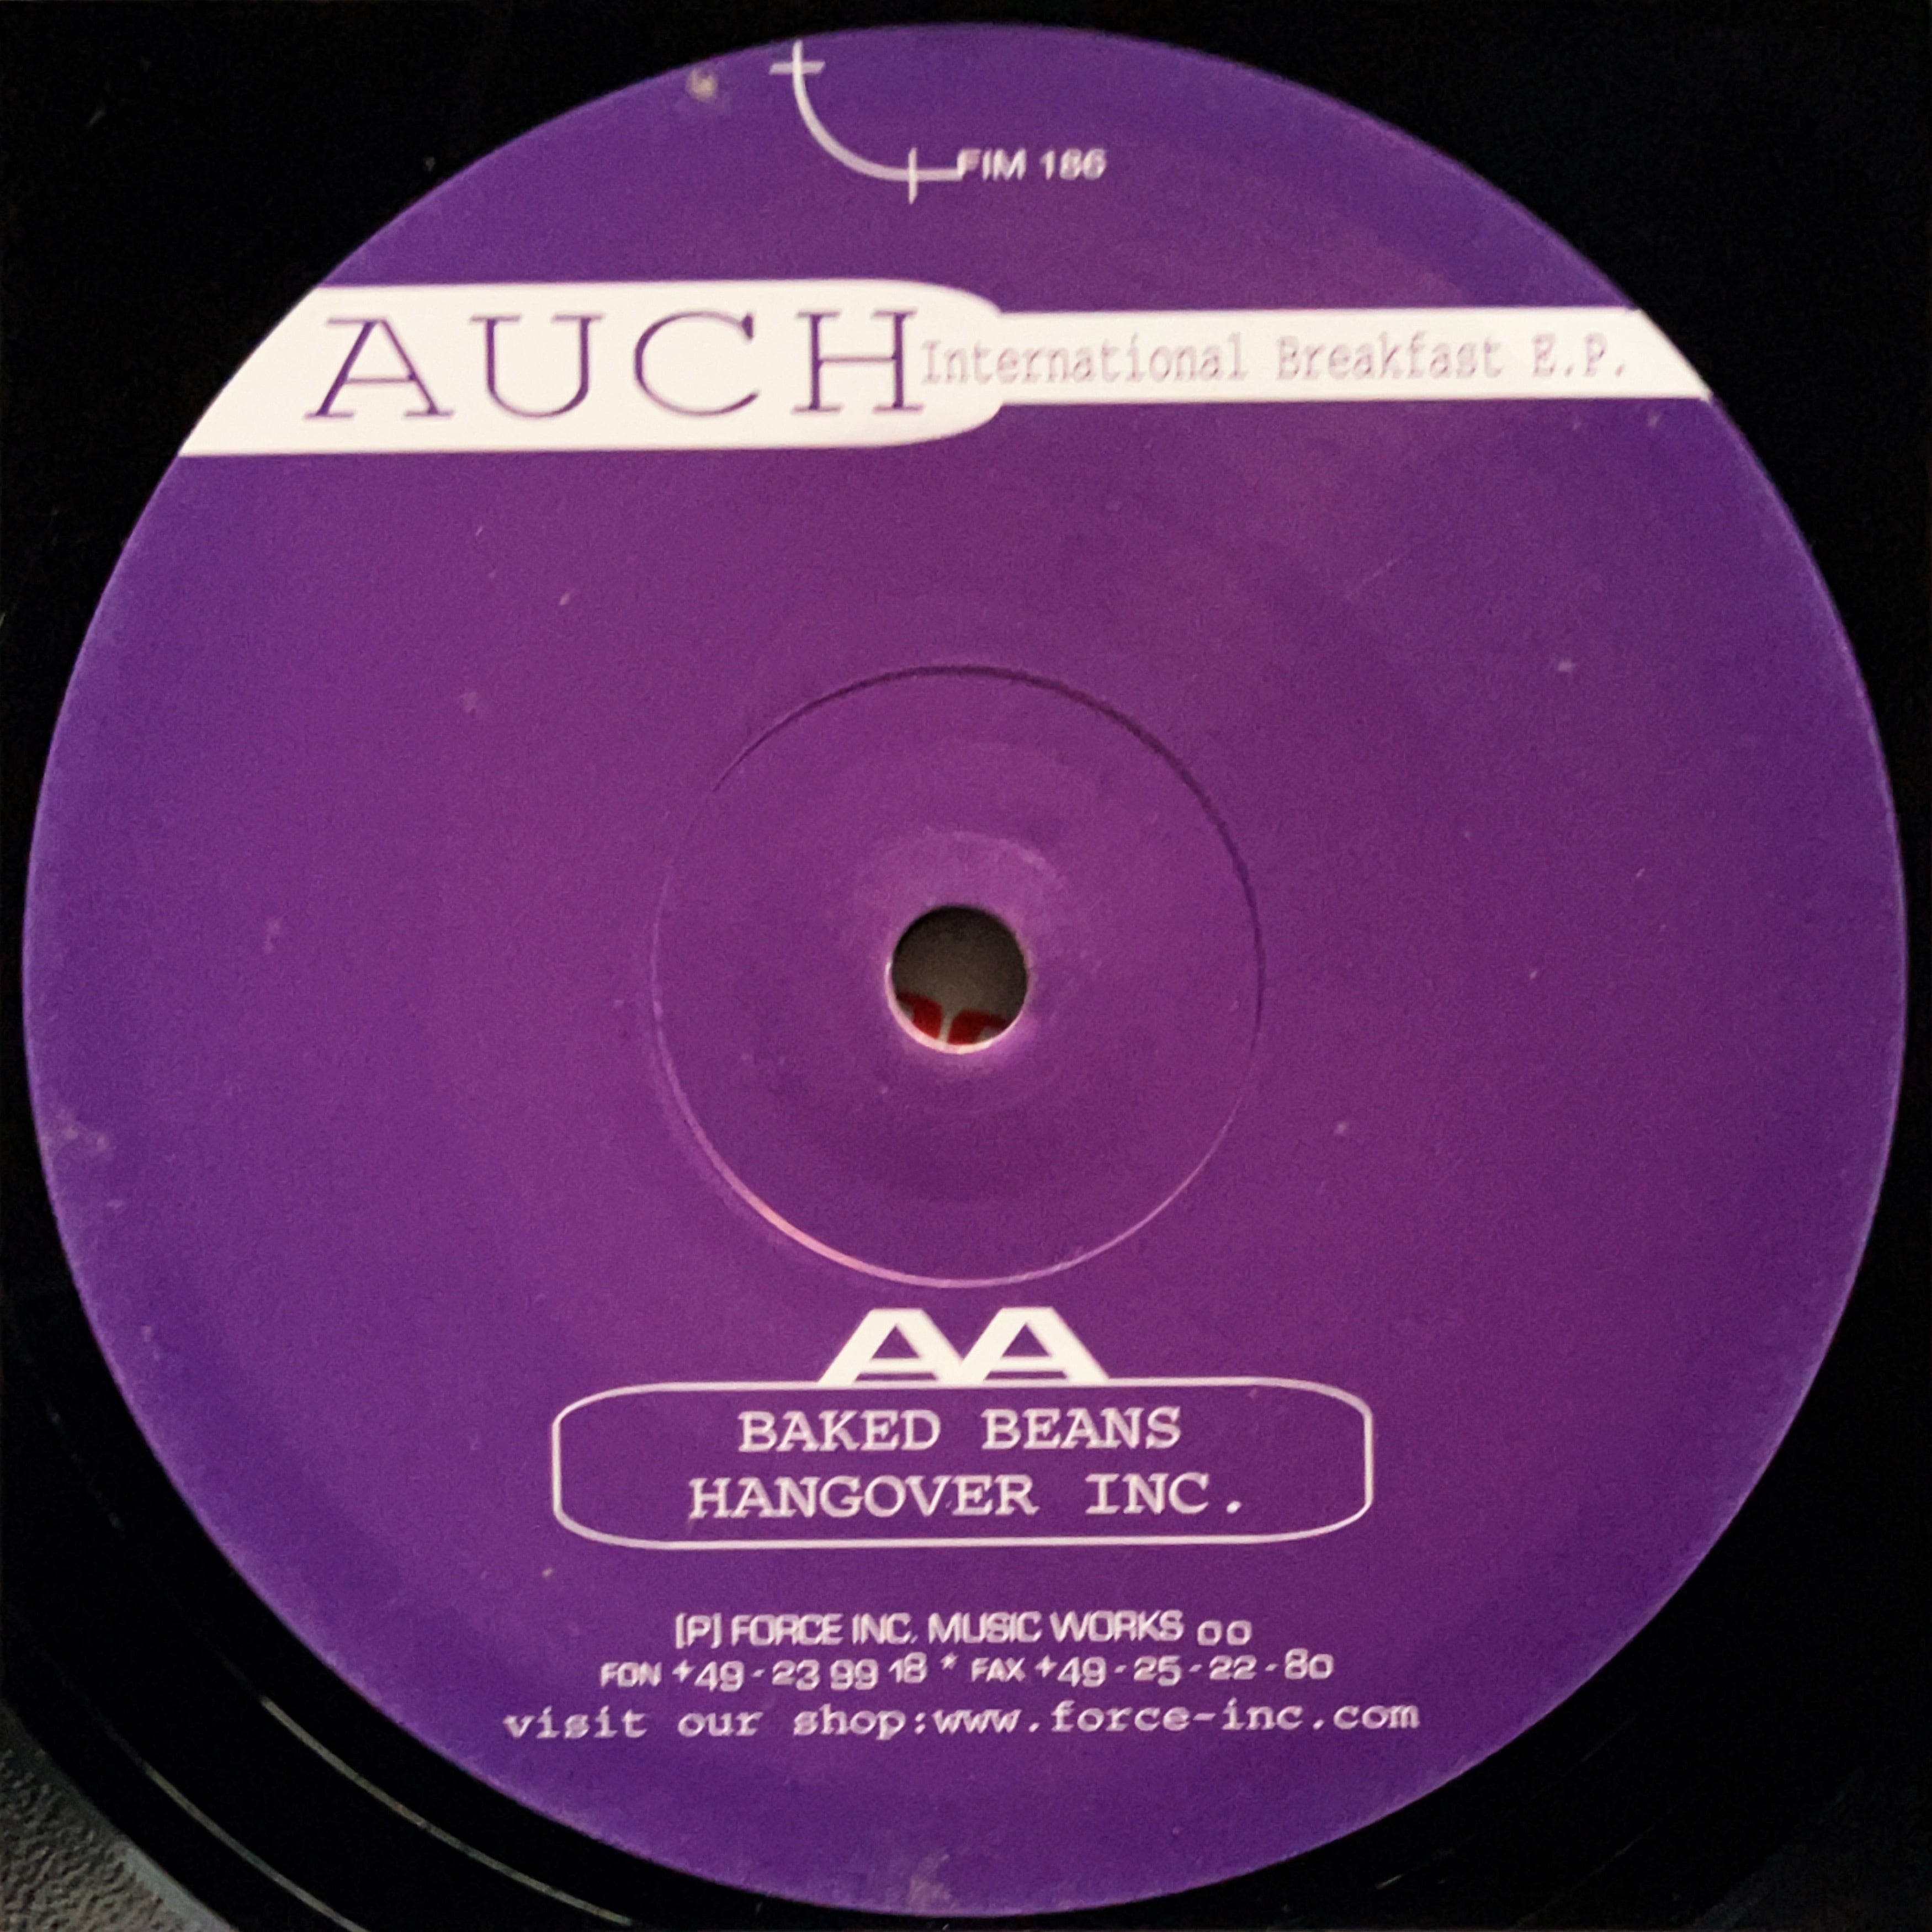 FIM 186
AUCH International Breakfast E.P.
AA
BAKED BEANS
HANGOVER INC.
[P] FORCE INC. MUSIC WORKS 00
FON +49-23 99 18 * FAX +49-25-22-80
visit our shop:www.force-inc.com